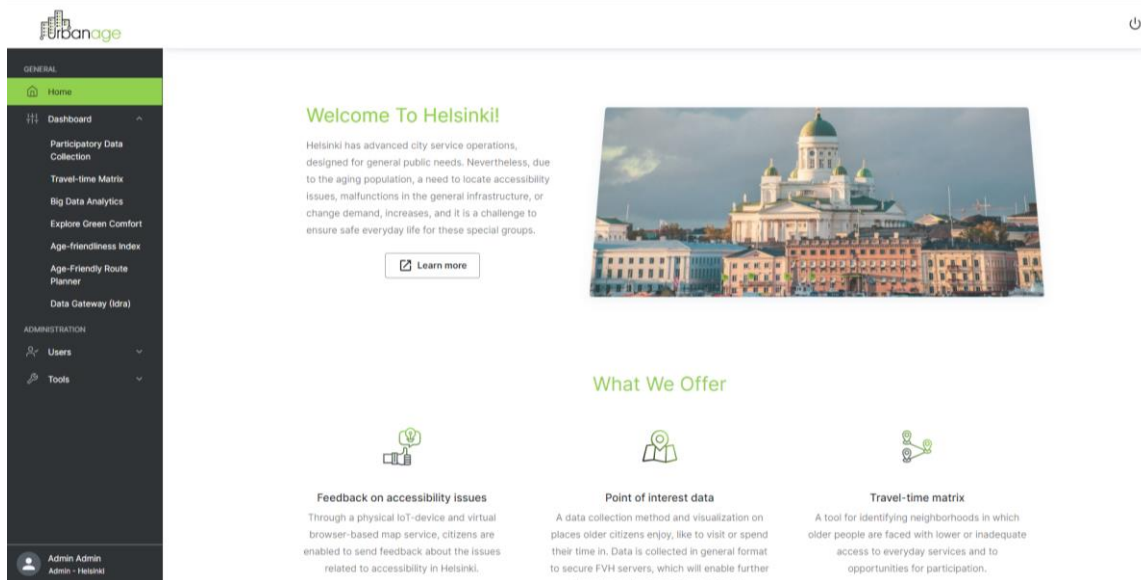 Urbanage
GENERAL
Home
Dashboard
Participatory Data
Collection
Travel-time Matrix
Big Data Analytics
Explore Green Comfort
Age-friendliness Index
Age-Friendly Route
Planner
Data Gateway (Idra)
ADMINISTRATION
Users
Tools
Admin Admin
Admin - Helsinki
Welcome To Helsinki!
Helsinki has advanced city service operations,
designed for general public needs. Nevertheless, due
to the aging population, a need to locate accessibility
issues, malfunctions in the general infrastructure, or
change demand, increases, and it is a challenge to
ensure safe everyday life for these special groups.
Learn more
What We Offer
Feedback on accessibility issues
Through a physical IoT-device and virtual
browser-based map service, citizens are
enabled to send feedback about the issues
related to accessibility in Helsinki.
Point of interest data
A data collection method and visualization on
places older citizens enjoy, like to visit or spend
their time in. Data is collected in general format
to secure FVH servers, which will enable further
Travel-time matrix
A tool for identifying neighborhoods in which
older people are faced with lower or inadequate
access to everyday services and to
opportunities for participation.